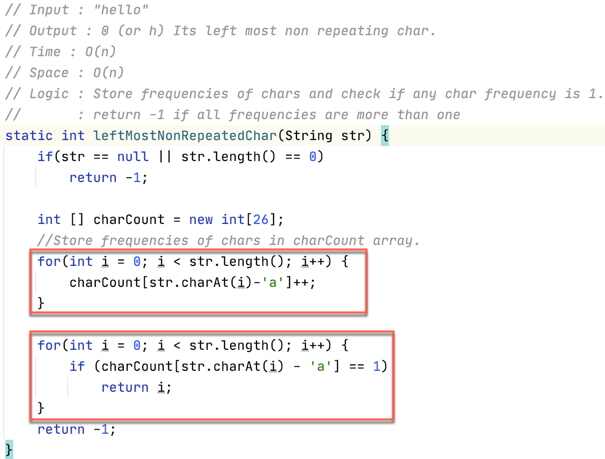 // Input : "hello"
// Output : 0 (or h) Its left most non repeating char.
// Time : O(n)
// Space : O(n)
// Logic : Store frequencies of chars and check if any char frequency is 1.
//       : return -1 if all frequencies are more than one
static int leftMostNonRepeatedChar(String str) {
    if(str == null || str.length() == 0)
        return -1;

    int [] charCount = new int[26];
    //Store frequencies of chars in charCount array.
    for(int i = 0; i < str.length(); i++) {
        charCount[str.charAt(i)-'a']++;
    }

    for(int i = 0; i < str.length(); i++) {
        if (charCount[str.charAt(i) - 'a'] == 1)
            return i;
    }
    return -1;
}